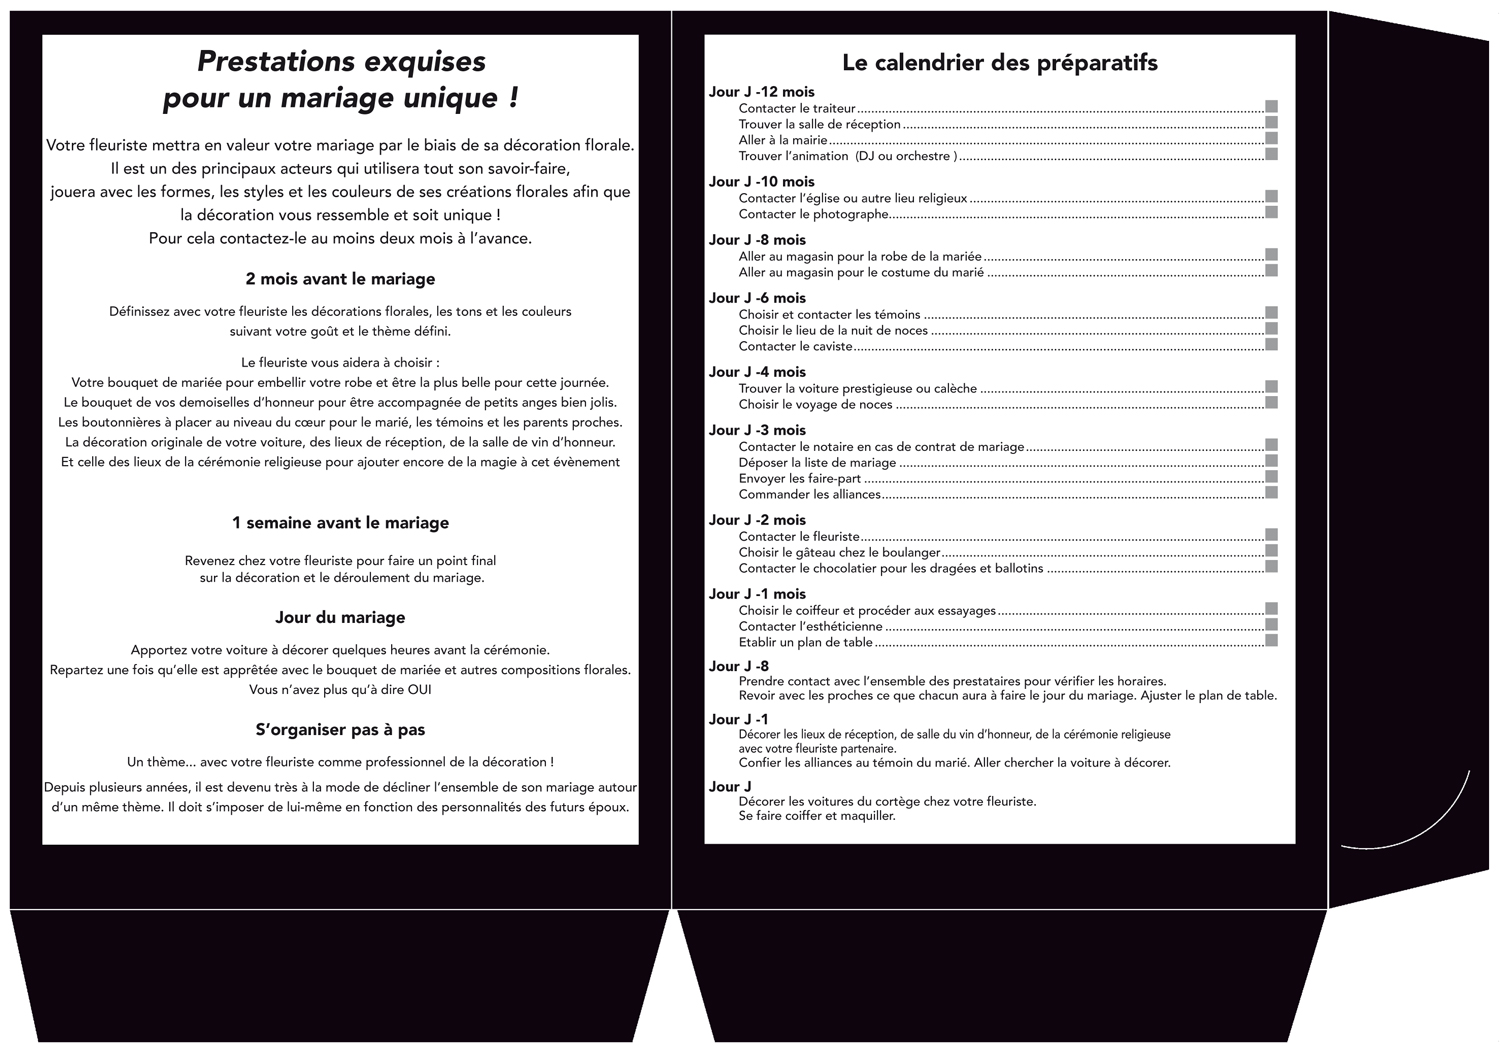 Prestations exquises
pour un mariage unique !
Votre fleuriste mettra en valeur votre mariage par le biais de sa décoration florale.
Il est un des principaux acteurs qui utilisera tout son savoir-faire,
jouera avec les formes, les styles et les couleurs de ses créations florales afin que
la décoration vous ressemble et soit unique !
Pour cela contactez-le au moins deux mois à l’avance.
2 mois avant le mariage
Définissez avec votre fleuriste les décorations florales, les tons et les couleurs
suivant votre goût et le thème défini.
Le fleuriste vous aidera à choisir :
Votre bouquet de mariée pour embellir votre robe et être la plus belle pour cette journée.
Le bouquet de vos demoiselles d’honneur pour être accompagnée de petits anges bien jolis.
Les boutonnières à placer au niveau du cœur pour le marié, les témoins et les parents proches.
La décoration originale de votre voiture, des lieux de réception, de la salle de vin d’honneur.
Et celle des lieux de la cérémonie religieuse pour ajouter encore de la magie à cet évènement
1 semaine avant le mariage
Revenez chez votre fleuriste pour faire un point final
sur la décoration et le déroulement du mariage.
Jour du mariage
Apportez votre voiture à décorer quelques heures avant la cérémonie.
Repartez une fois qu’elle est apprêtée avec le bouquet de mariée et autres compositions florales.
Vous n’avez plus qu’à dire OUI
S’organiser pas à pas
Un thème... avec votre fleuriste comme professionnel de la décoration !
Depuis plusieurs années, il est devenu très à la mode de décliner l’ensemble de son mariage autour
d’un même thème. Il doit s’imposer de lui-même en fonction des personnalités des futurs époux.
Le calendrier des préparatifs
Jour J -12 mois
Contacter le traiteur
Trouver la salle de réception
Aller à la mairie
Trouver l’animation (DJ ou orchestre )
Jour J -10 mois
Contacter l’église ou autre lieu religieux
Contacter le photographe
Jour J -8 mois
Aller au magasin pour la robe de la mariée
Aller au magasin pour le costume du marié
Jour J -6 mois
Choisir et contacter les témoins
Choisir le lieu de la nuit de noces
Contacter le caviste
Jour J -4 mois
Trouver la voiture prestigieuse ou calèche
Choisir le voyage de noces
Jour J -3 mois
Contacter le notaire en cas de contrat de mariage
Déposer la liste de mariage
Envoyer les faire-part
Commander les alliances
Jour J -2 mois
Contacter le fleuriste
Choisir le gâteau chez le boulanger
Contacter le chocolatier pour les dragées et ballotins
Jour J -1 mois
Choisir le coiffeur et procéder aux essayages
Contacter l’esthéticienne
Etablir un plan de table
Jour J -8
Prendre contact avec l’ensemble des prestataires pour vérifier les horaires.
Revoir avec les proches ce que chacun aura à faire le jour du mariage. Ajuster le plan de table.
Jour J -1
Décorer les lieux de réception, de salle du vin d’honneur, de la cérémonie religieuse
avec votre fleuriste partenaire.
Confier les alliances au témoin du marié. Aller chercher la voiture à décorer.
Jour J
Décorer les voitures du cortège chez votre fleuriste.
Se faire coiffer et maquiller.